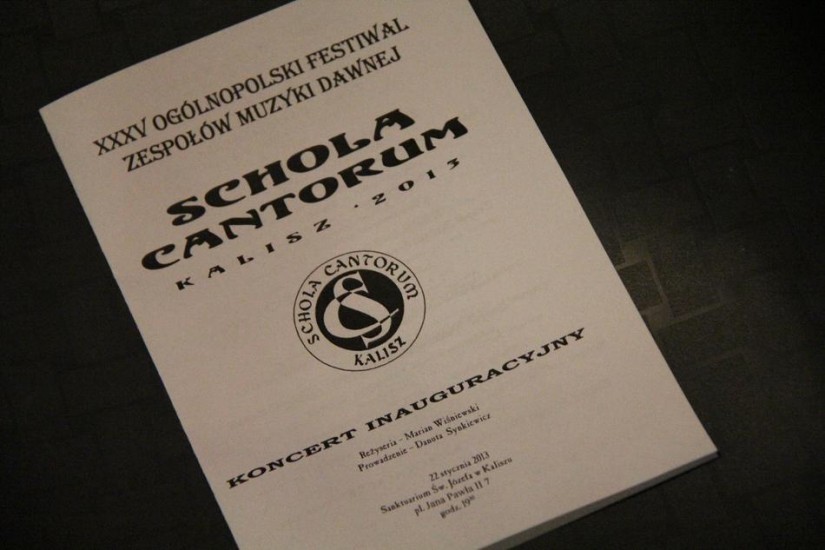 XXXV OGÓLNOPOLSKI FESTIWAL
ZESPOŁÓW MUZYKI DAWNEJ
SCHOLA
CANTORUM
KALISZ · 2013
SCHOLA CANTORUM
KALISZ
KONCERT INAUGURACYJNY
Reżyseria - Marian Wiśniewski
Prowadzenie - Danuta Synkiewicz
22 stycznia 2013
Sanktuarium Św. Józefa w Kaliszu
pl. Jana Pawła II 7
godz. 19⁰⁰